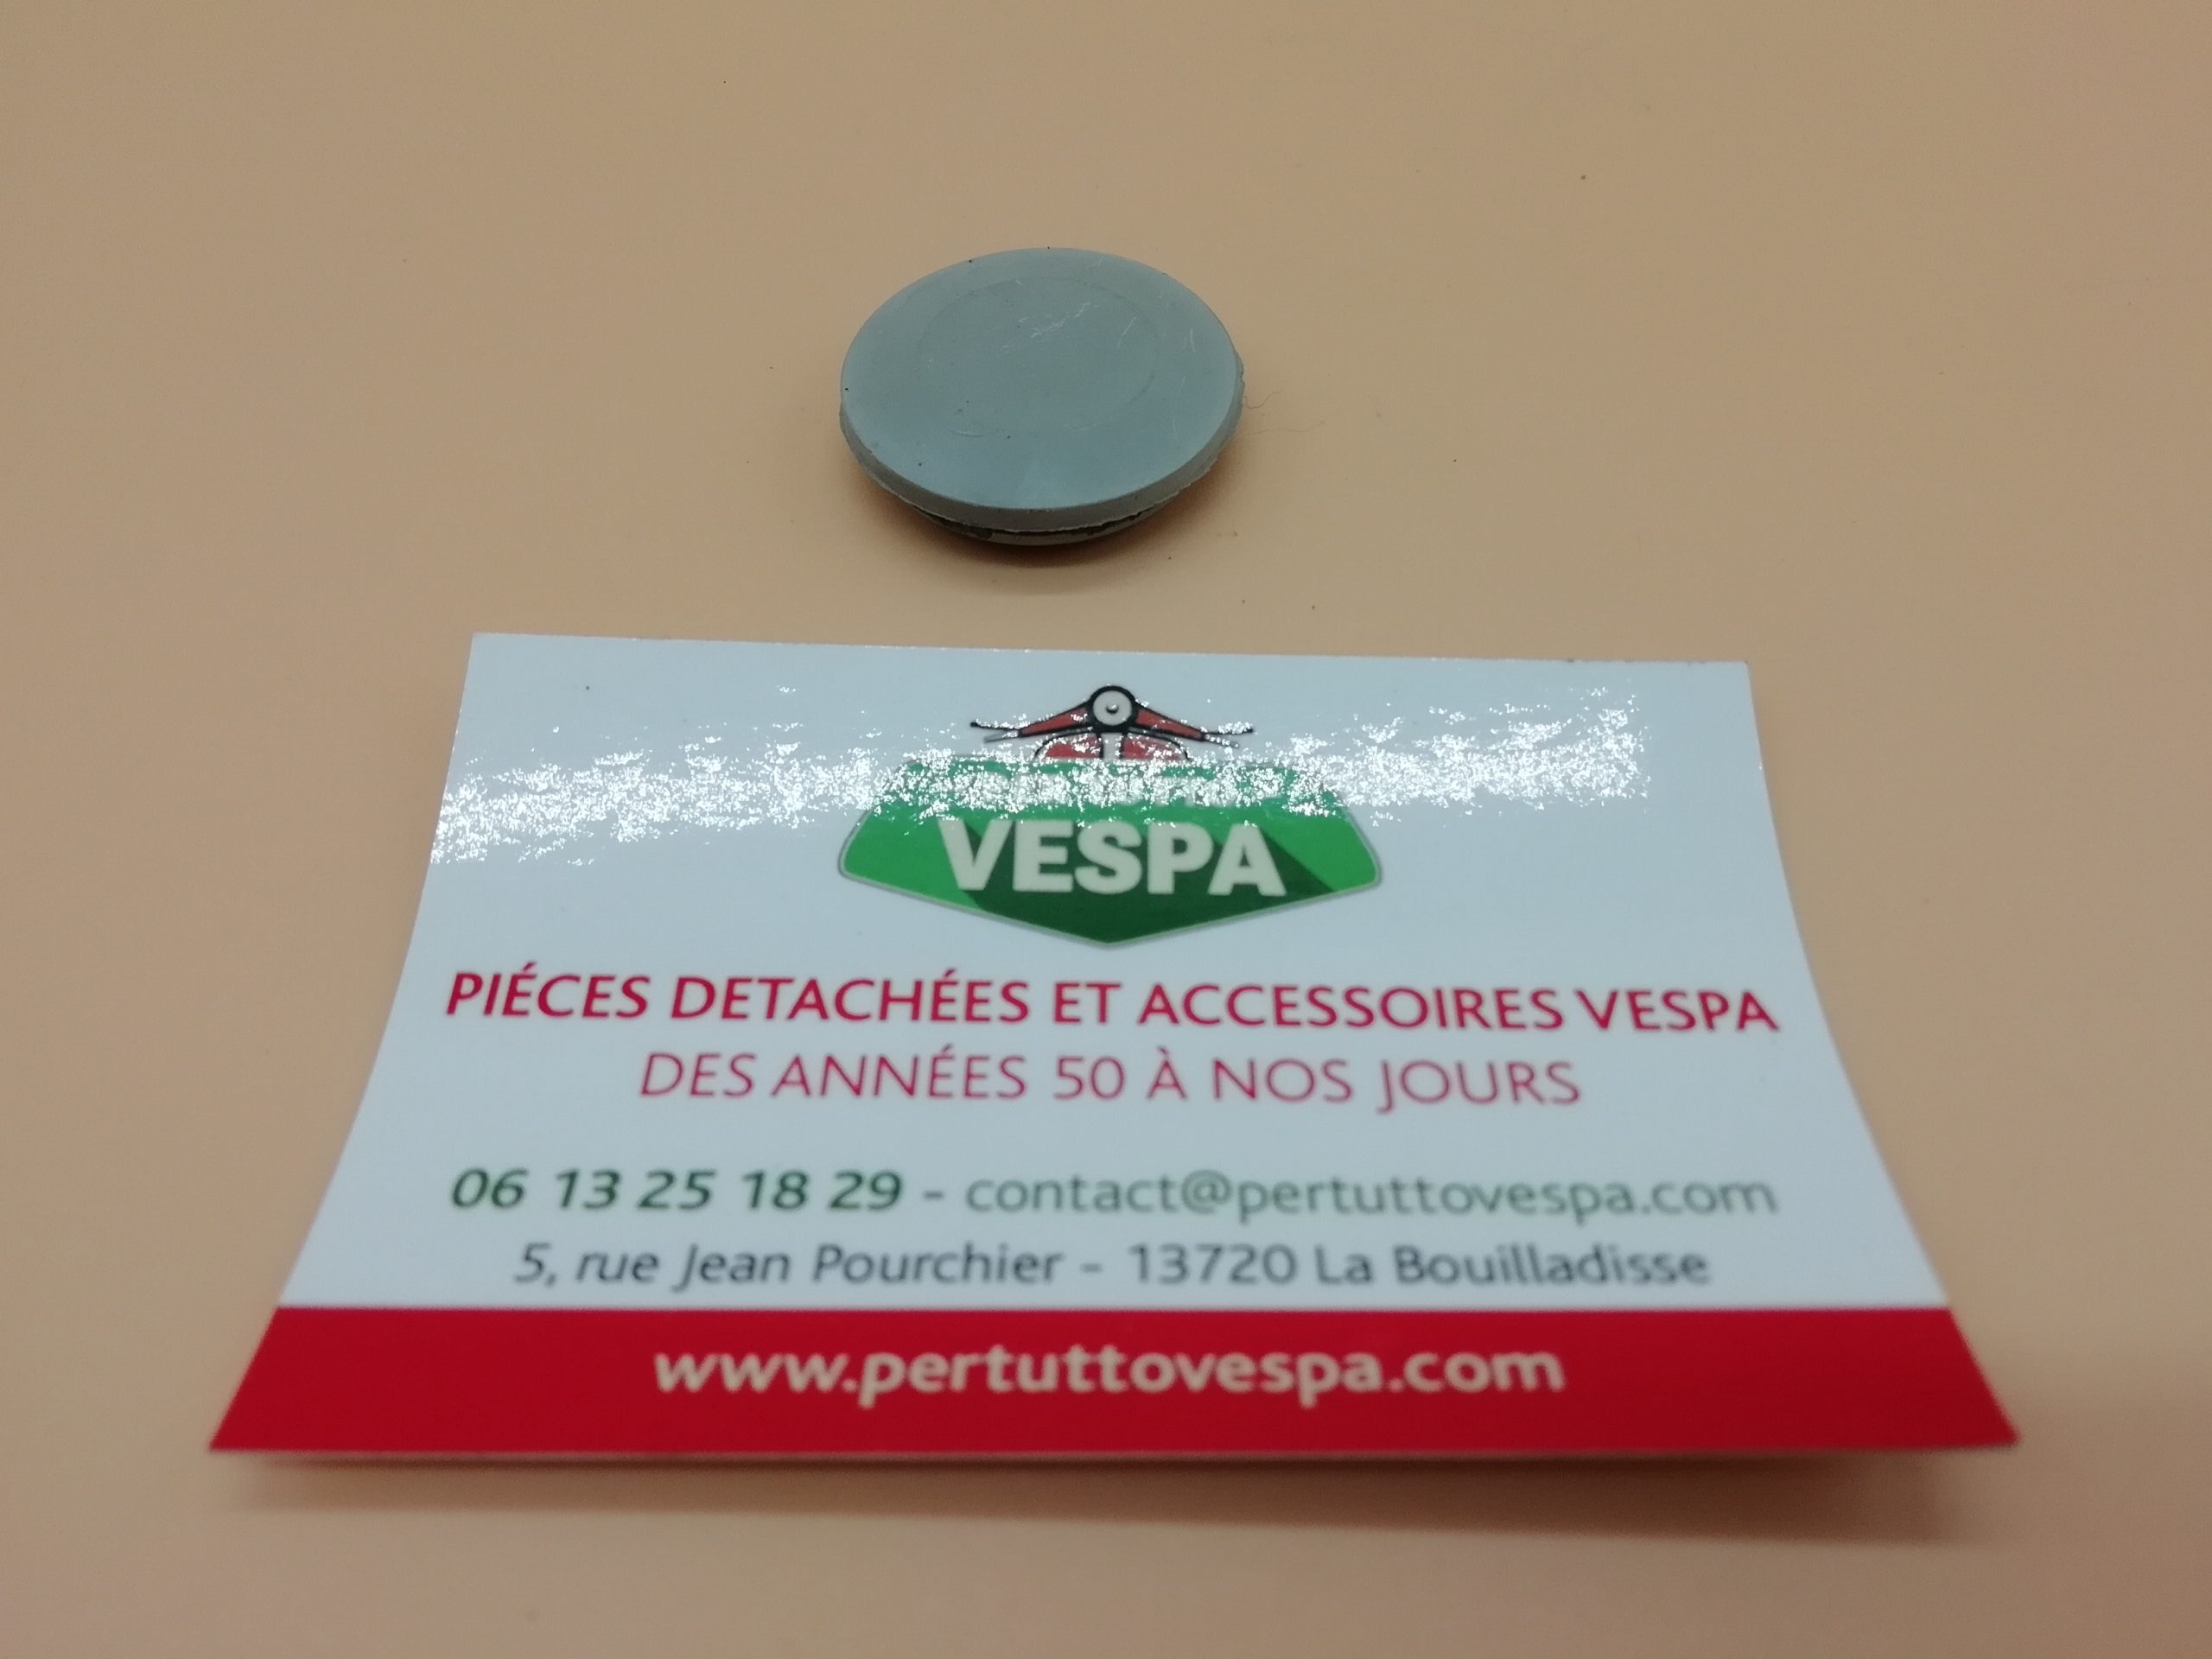 VESPA
PIÉCES DETACHÉES ET ACCESSOIRES VESPA
DES ANNÉES 50 À NOS JOURS
06 13 25 18 29 - contact@pertuttovespa.com
5, rue Jean Pourchier - 13720 La Bouilladisse
www.pertuttovespa.com